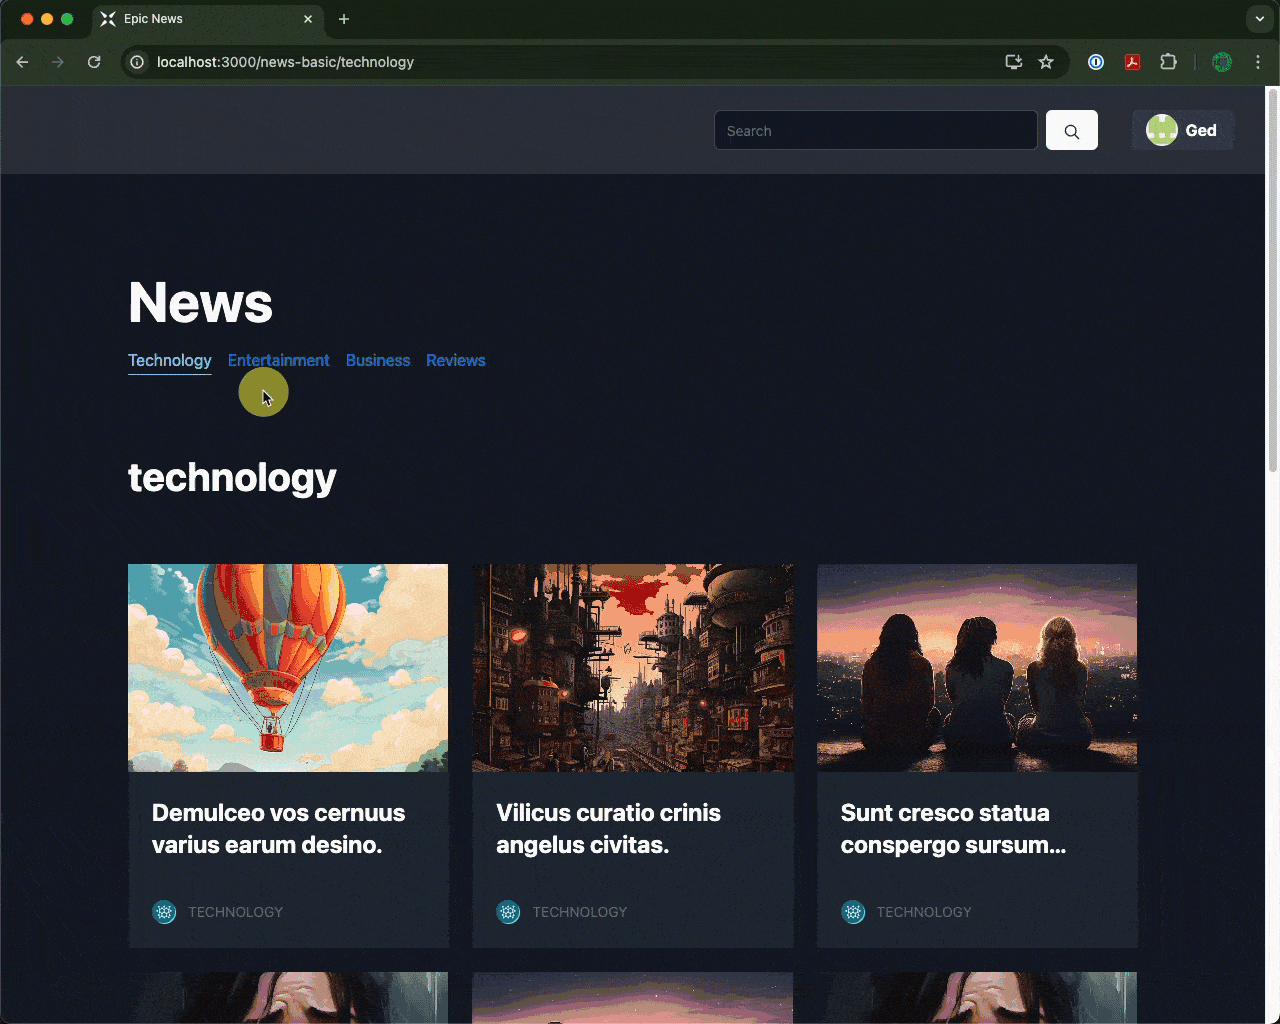 Epic News
localhost:3000/news-basic/technology
Search
Ged
News
Technology Entertainment Business Reviews
technology
Demulceo vos cernuus
varius earum desino.
TECHNOLOGY
Vilicus curatio crinis
angelus civitas.
TECHNOLOGY
Sunt cresco statua
conspergo sursum...
TECHNOLOGY